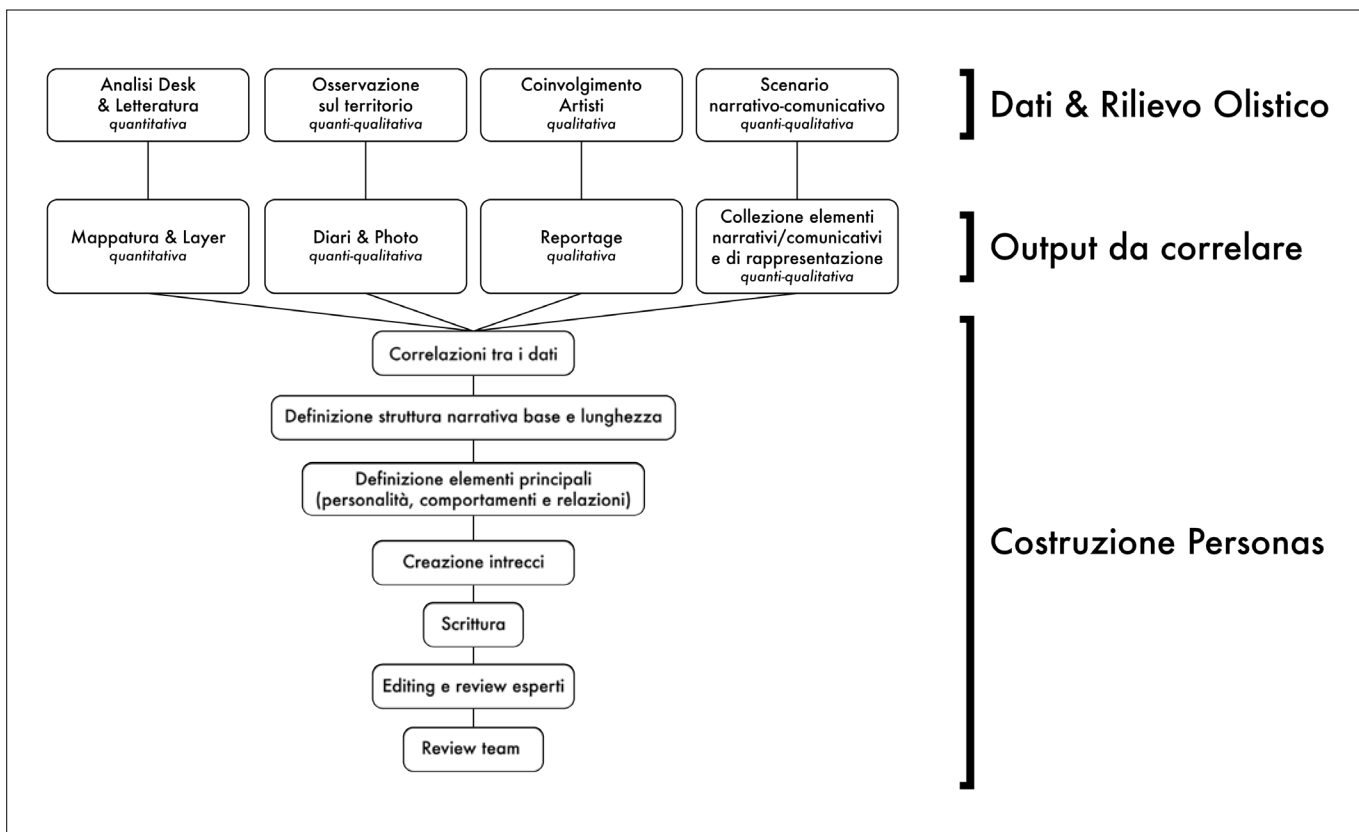 Analisi Desk
& Letteratura
quantitativa
Osservazione
sul territorio
quanti-qualitativa
Coinvolgimento
Artisti
qualitativa
Scenario
narrativo-comunicativo
quanti-qualitativa
Dati & Rilievo Olistico
Mappatura & Layer
quantitativa
Diari & Photo
quanti-qualitativa
Reportage
qualitativa
Collezione elementi
narrativi/comunicativi
e di rappresentazione
quanti-qualitativa
Output da correlare
Correlazioni tra i dati
Definizione struttura narrativa base e lunghezza
Definizione elementi principali
(personalità, comportamenti e relazioni)
Creazione intrecci
Scrittura
Editing e review esperti
Review team
Costruzione Personas